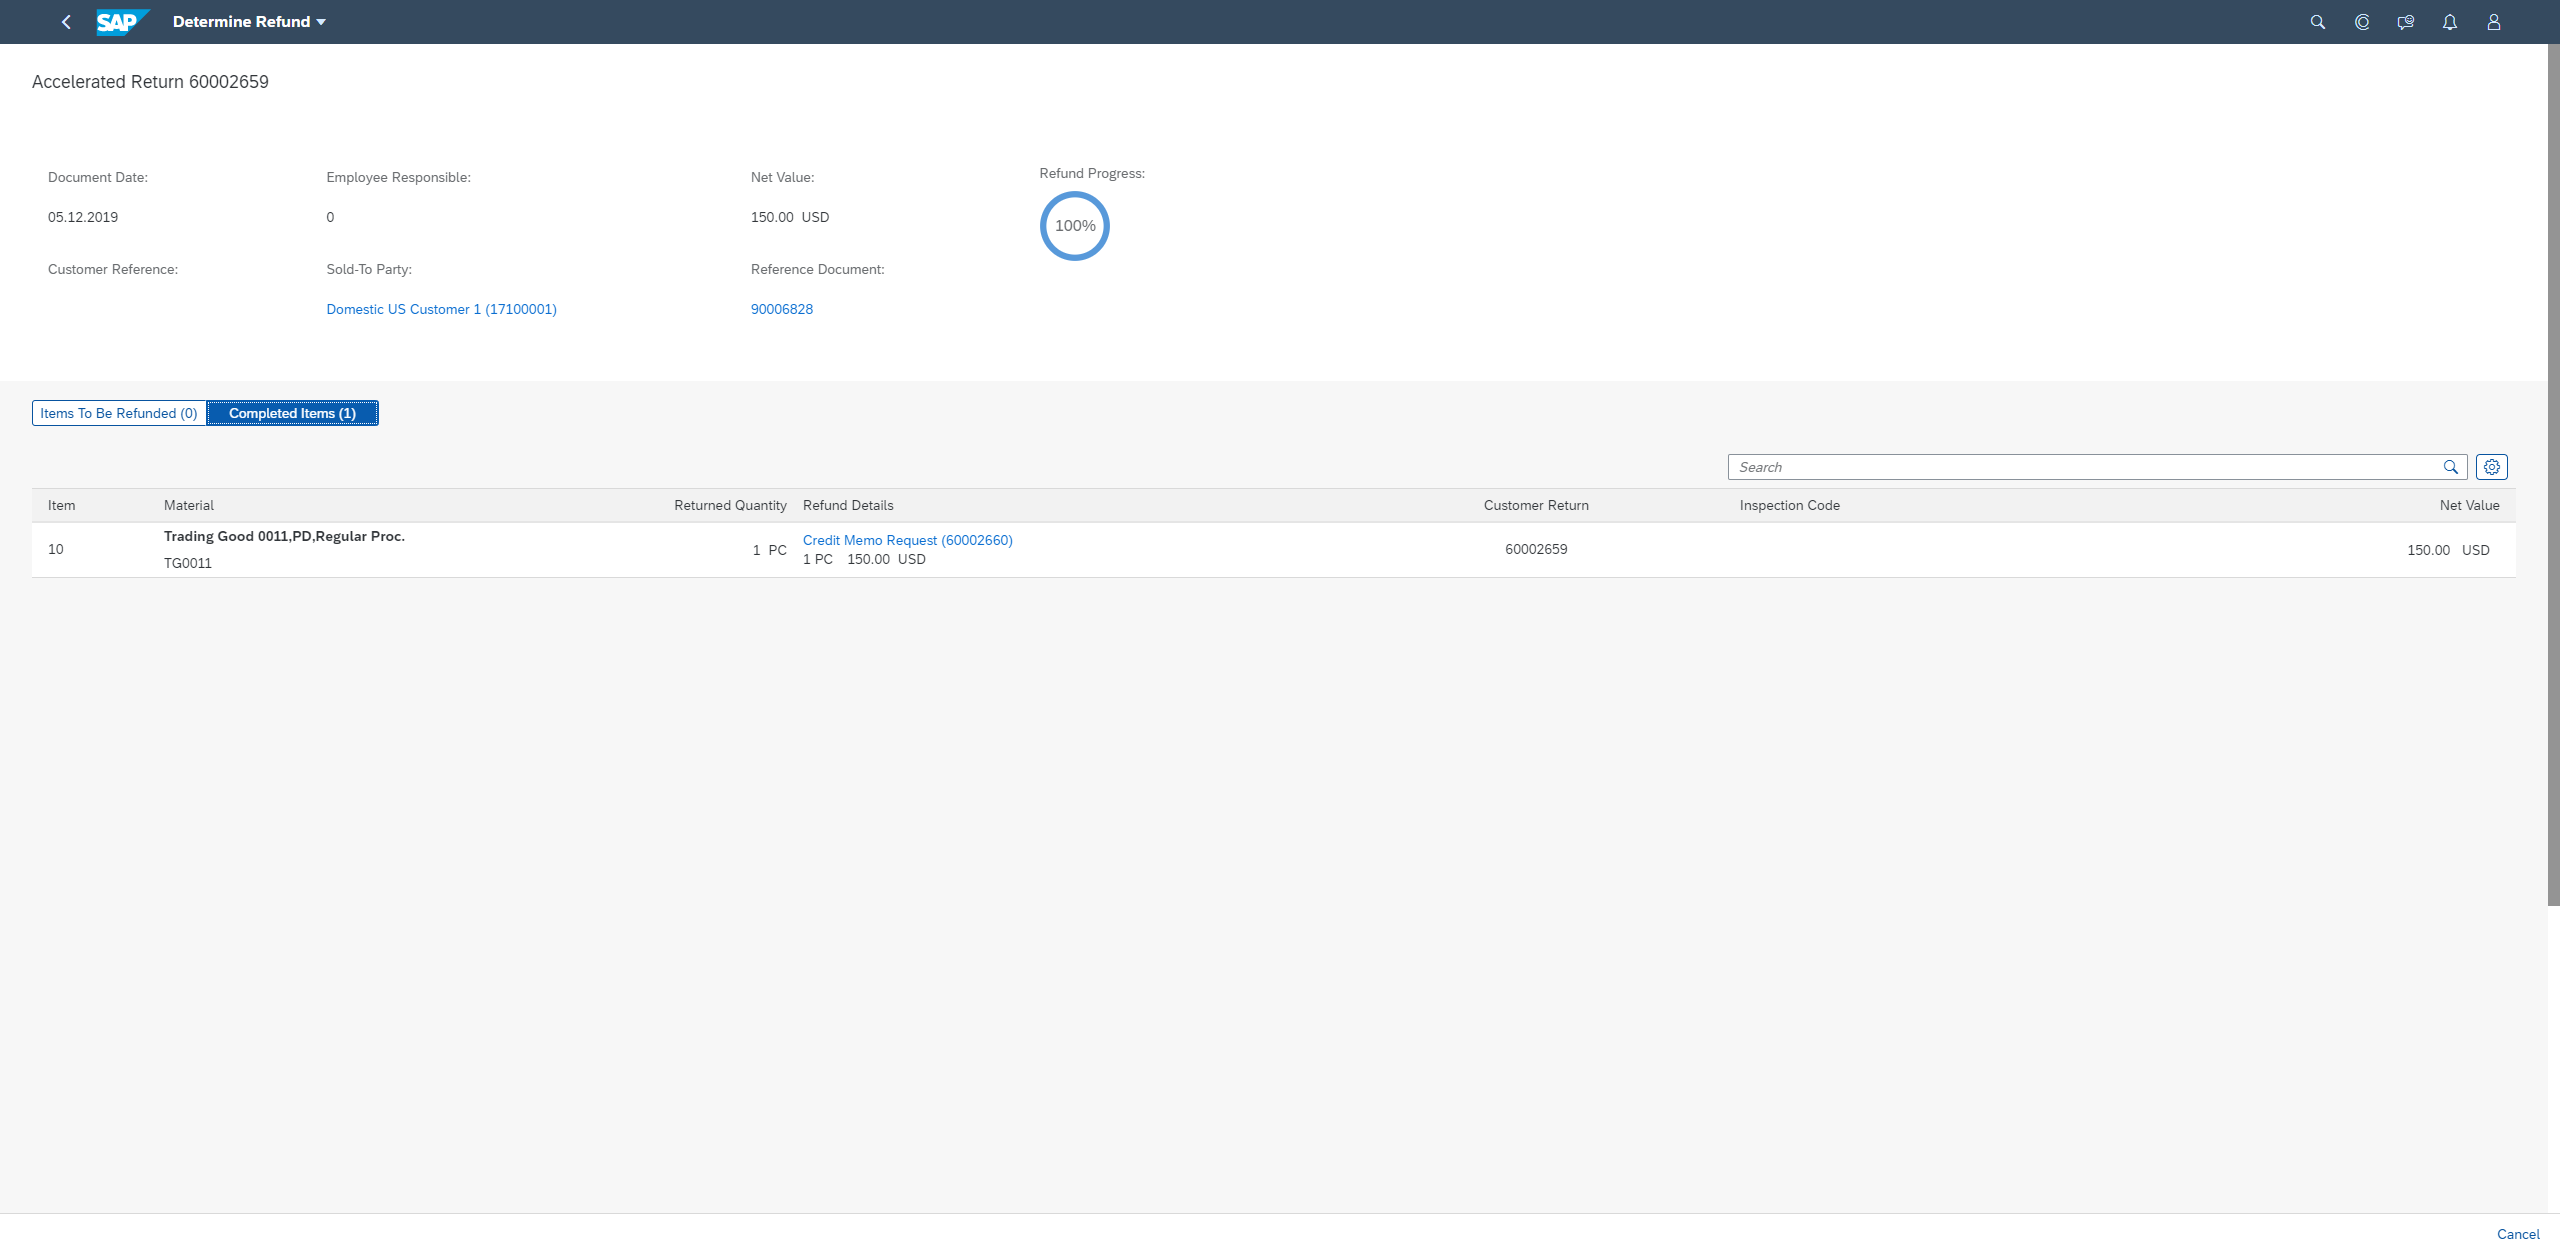 SAP Determine Refund
Accelerated Return 60002659
Document Date:
05.12.2019
Employee Responsible:
0
Net Value:
150.00 USD
Refund Progress:
100%
Customer Reference:
Sold-To Party:
Domestic US Customer 1 (17100001)
Reference Document:
90006828
Items To Be Refunded (0) Completed Items (1)
Search
Item Material Returned Quantity Refund Details Customer Return Inspection Code Net Value
10
Trading Good 0011,PD,Regular Proc.
TG0011
1 PC
Credit Memo Request (60002660)
1 PC 150.00 USD
60002659
150.00 USD
Cancel